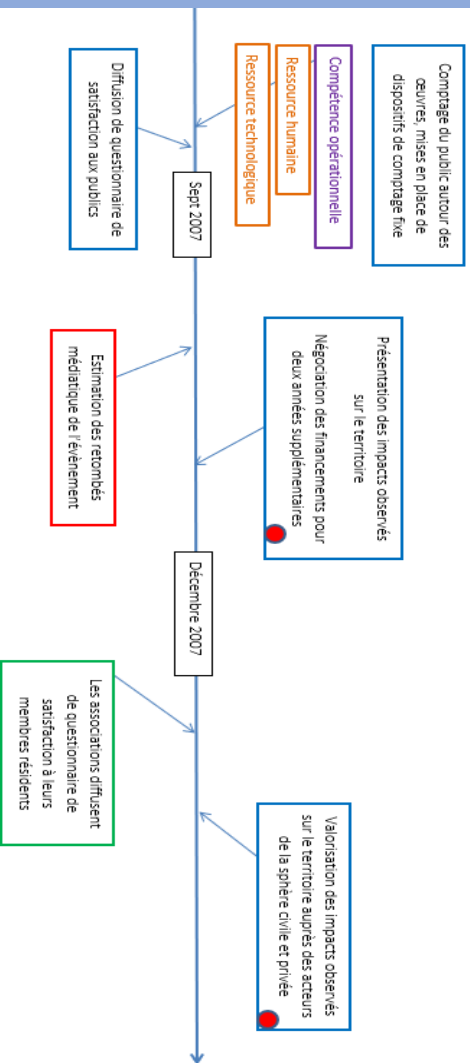 Comptage du public autour des
œuvres, mises en place de
dispositifs de comptage fixe
Compétence opérationnelle
Ressource humaine
Ressource technologique
Sept 2007
Diffusion de questionnaire de
satisfaction aux publics
Présentation des impacts observés
sur le territoire
Négociation des financements pour
deux années supplémentaires
Estimation des retombés
médiatique de l'évènement
Décembre 2007
Les associations diffusent
de questionnaire de
satisfaction à leurs
membres résidents
Valorisation des impacts observés
sur le territoire auprès des acteurs
de la sphère civile et privée